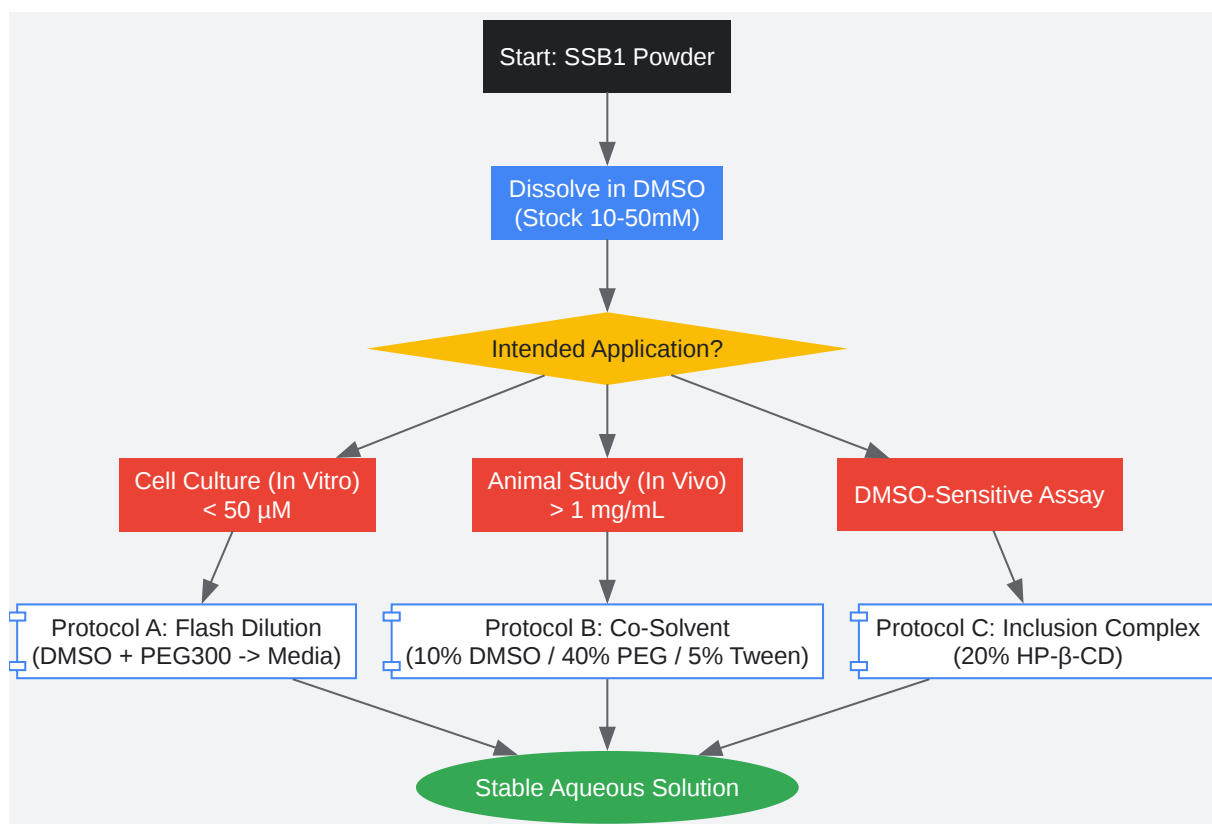 Start: SSB1 Powder
Dissolve in DMSO
(Stock 10-50mM)
Intended Application?
Cell Culture (In Vitro)
< 50 µM
Animal Study (In Vivo)
> 1 mg/mL
DMSO-Sensitive Assay
Protocol A: Flash Dilution
(DMSO + PEG300 -> Media)
Protocol B: Co-Solvent
(10% DMSO / 40% PEG / 5% Tween)
Protocol C: Inclusion Complex
(20% HP-β-CD)
Stable Aqueous Solution